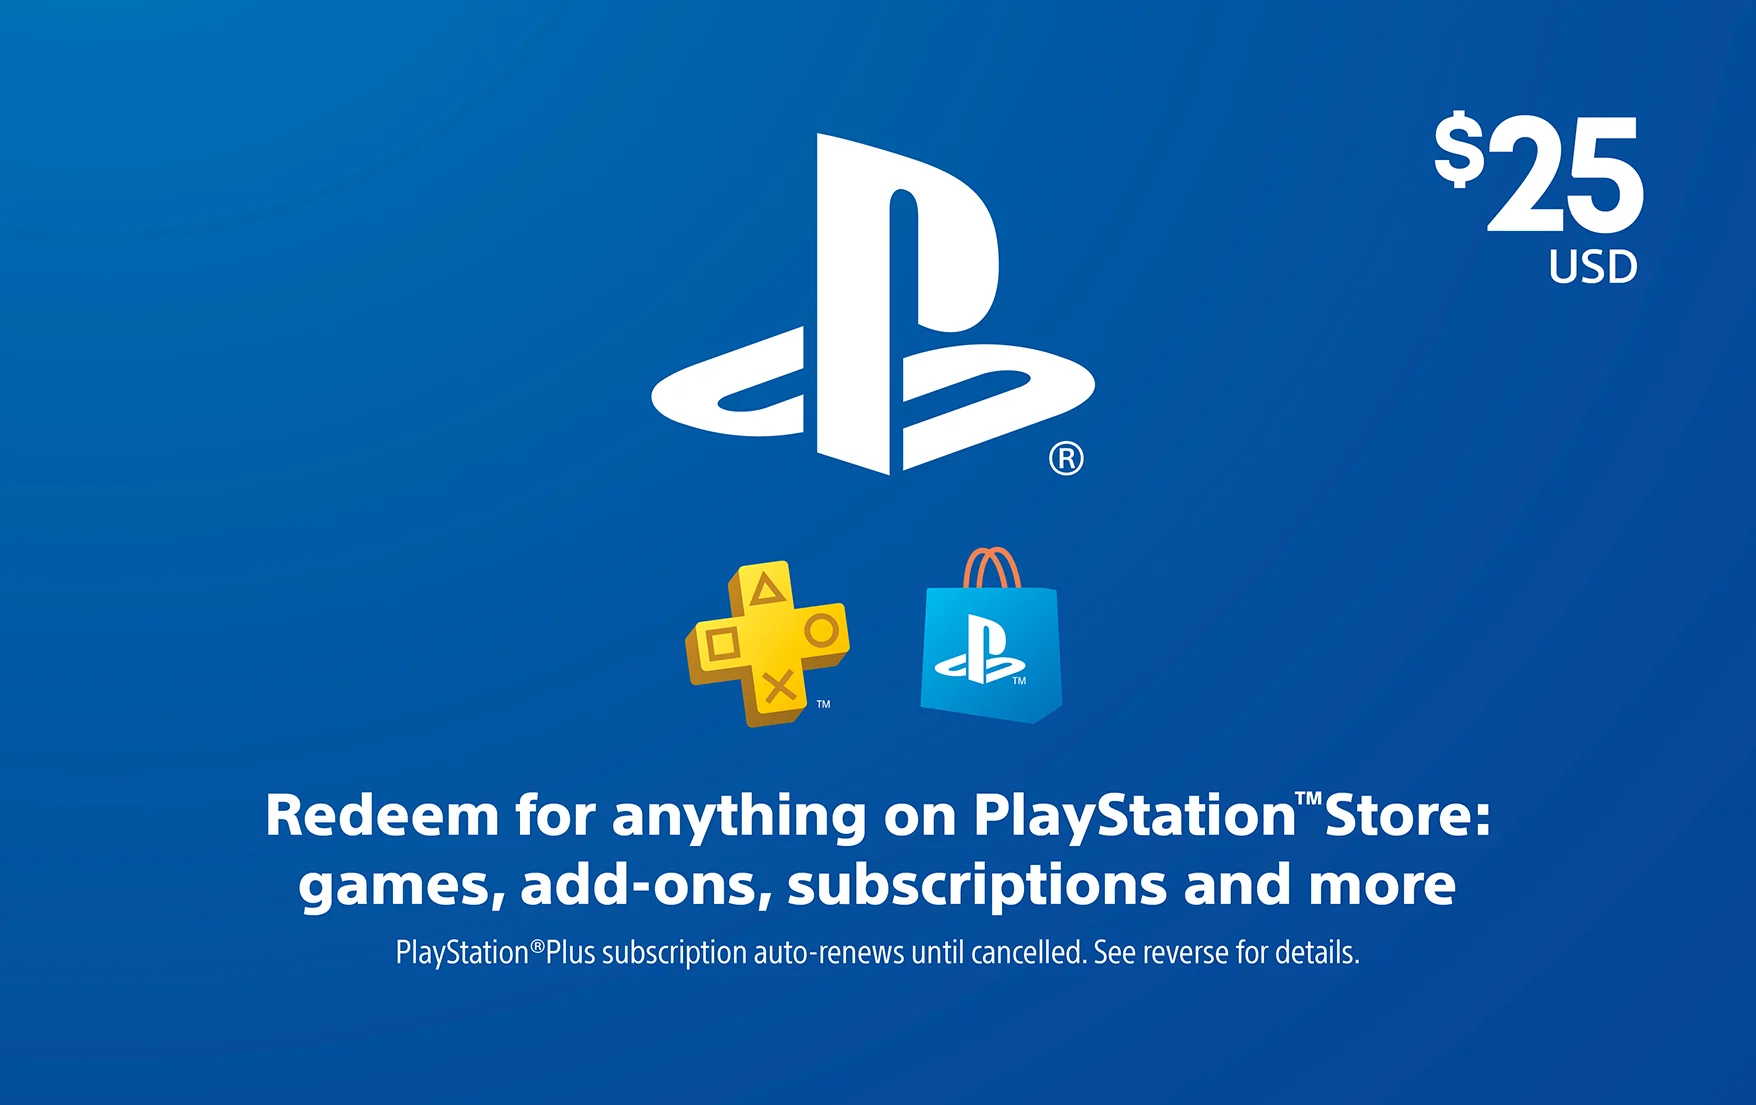 $25
USD
®
™
™
Redeem for anything on PlayStation™Store:
games, add-ons, subscriptions and more
PlayStation®Plus subscription auto-renews until cancelled. See reverse for details.